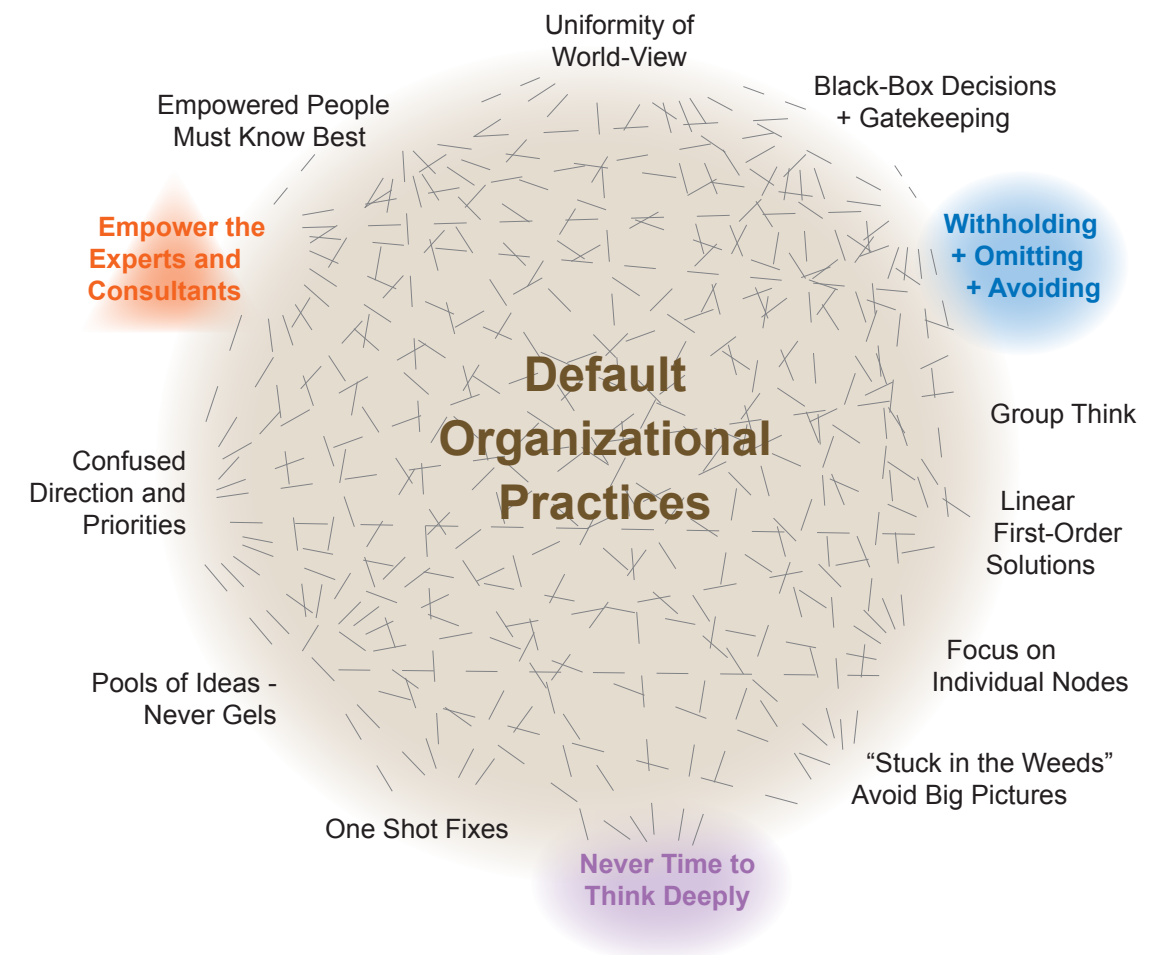 Uniformity of
World-View
Black-Box Decisions
+ Gatekeeping
Empowered People
Must Know Best
Empower the
Experts and
Consultants
Withholding
+ Omitting
+ Avoiding
Default
Organizational
Practices
Group Think
Confused
Direction and
Priorities
Linear
First-Order
Solutions
Focus on
Individual Nodes
Pools of Ideas -
Never Gels
“Stuck in the Weeds”
Avoid Big Pictures
One Shot Fixes
Never Time to
Think Deeply